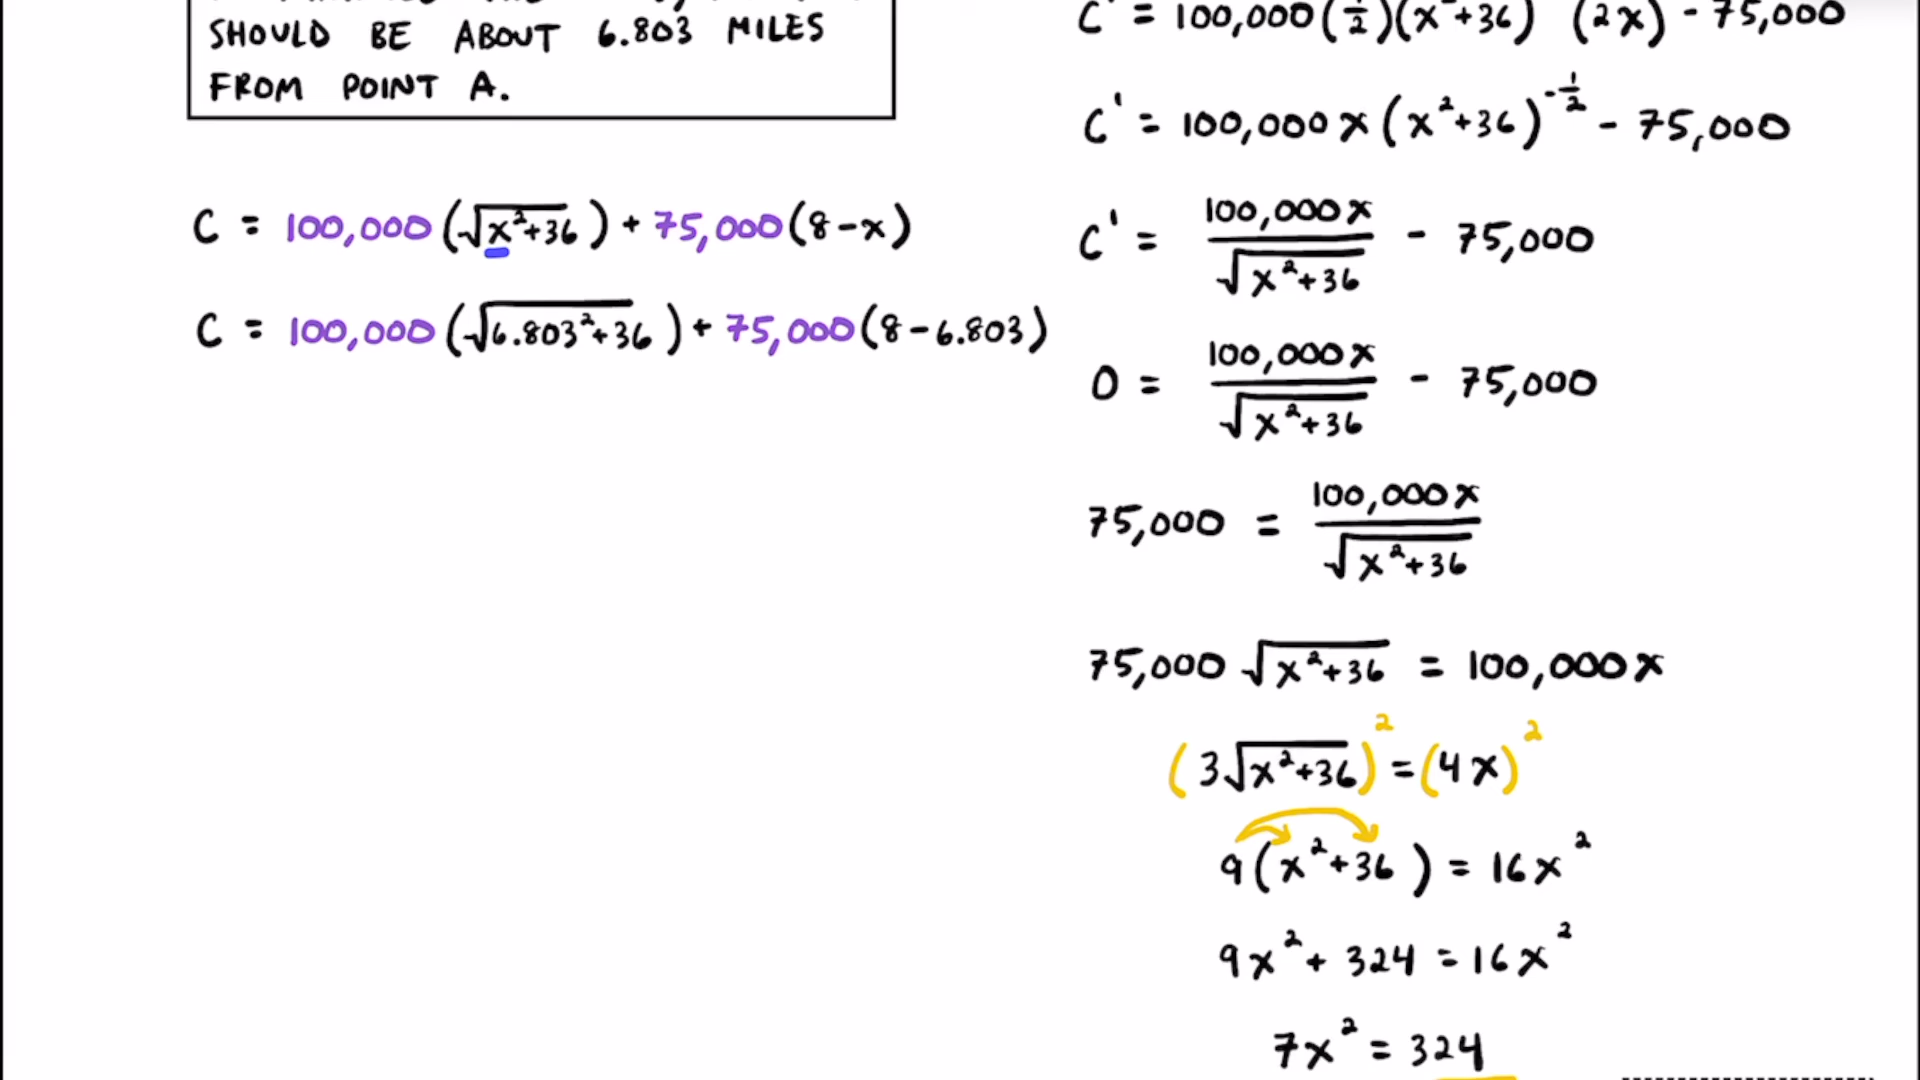 SHOULD BE ABOUT 6.803 MILES
FROM POINT A.
C = 100,000(√x²+36) + 75,000(8-x)
C = 100,000(√6.803²+36) + 75,000(8-6.803)
C' = 100,000(1/2)(x²+36) (2x) - 75,000
C' = 100,000x(x²+36)^-1/2 - 75,000
C' = 100,000x/√x²+36 - 75,000
0 = 100,000x/√x²+36 - 75,000
75,000 = 100,000x/√x²+36
75,000√x²+36 = 100,000x
(3√x²+36)² = (4x)²
9(x²+36) = 16x²
9x²+324 = 16x²
7x² = 324